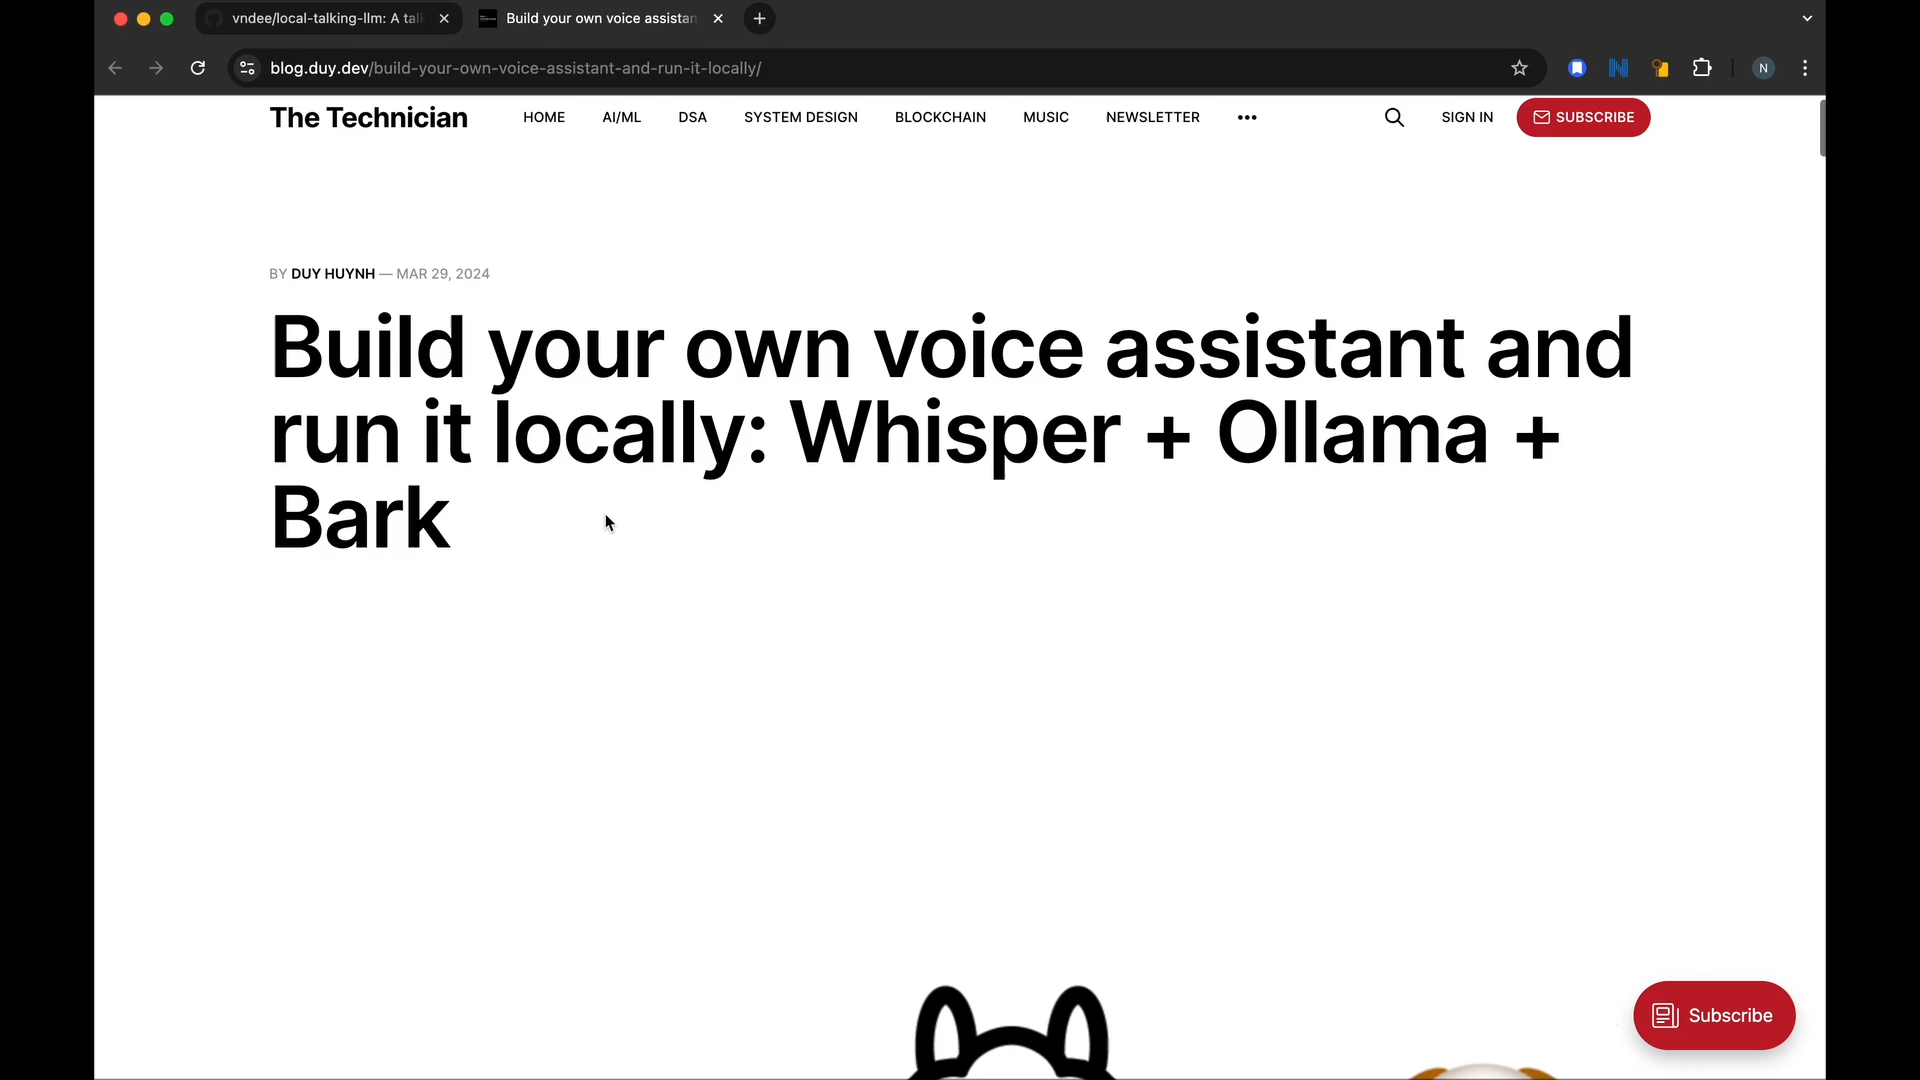 vndee/local-talking-llm: A tal
Build your own voice assistan
blog.duy.dev/build-your-own-voice-assistant-and-run-it-locally/
N
The Technician
HOME
AI/ML
DSA
SYSTEM DESIGN
BLOCKCHAIN
MUSIC
NEWSLETTER
SIGN IN
SUBSCRIBE
BY DUY HUYNH — MAR 29, 2024
Build your own voice assistant and
run it locally: Whisper + Ollama +
Bark
Subscribe